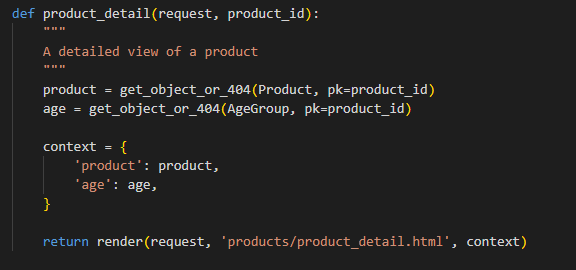 def product_detail(request, product_id):
    """
    A detailed view of a product
    """
    product = get_object_or_404(Product, pk=product_id)
    age = get_object_or_404(AgeGroup, pk=product_id)

    context = {
        'product': product,
        'age': age,
    }

    return render(request, 'products/product_detail.html', context)